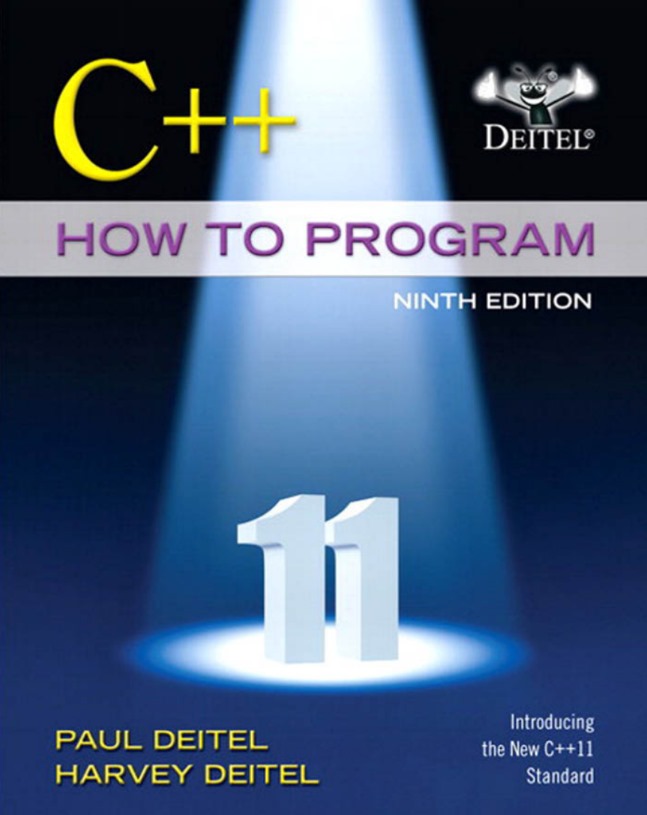 C++
DEITEL®
HOW TO PROGRAM
NINTH EDITION
11
PAUL DEITEL
HARVEY DEITEL
Introducing
the New C++11
Standard